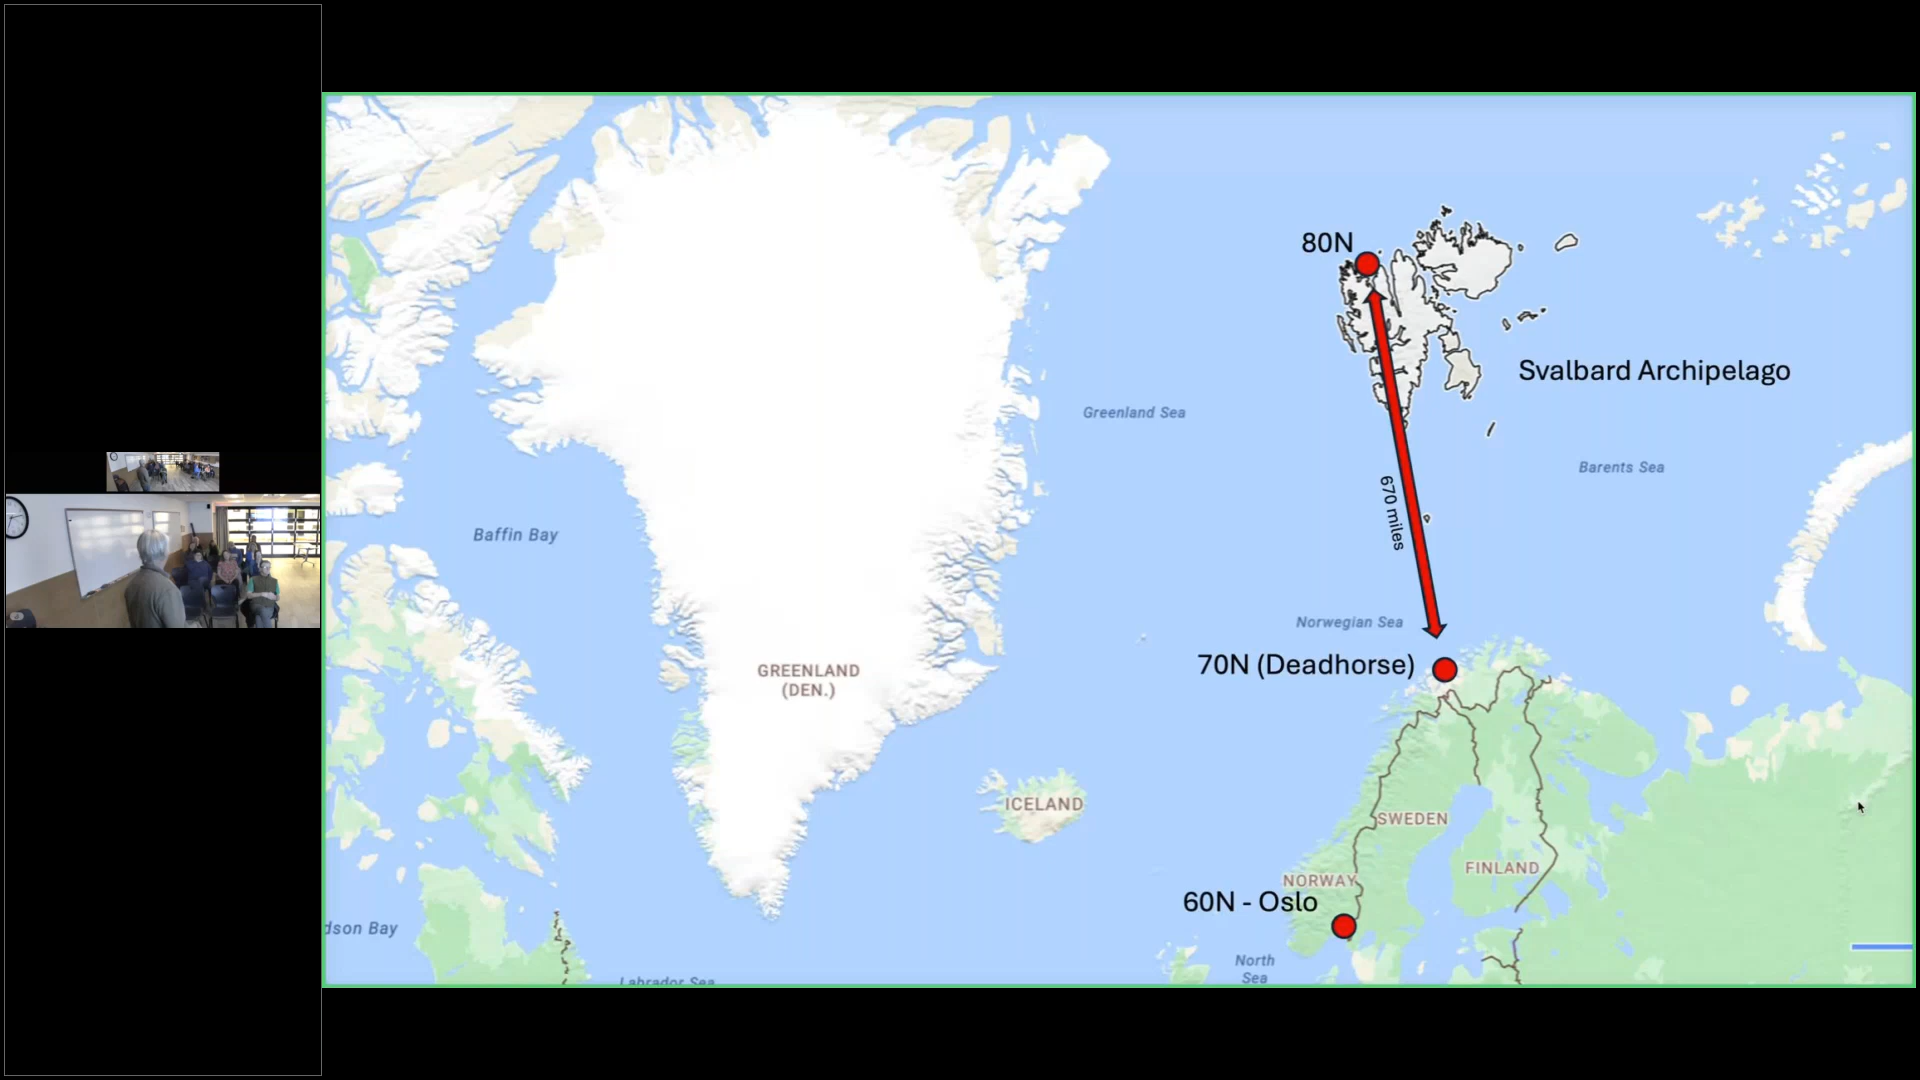 80N
Svalbard Archipelago
Greenland Sea
Barents Sea
670 miles
Baffin Bay
Norwegian Sea
70N (Deadhorse)
GREENLAND
(DEN.)
ICELAND
SWEDEN
FINLAND
NORWAY
60N - Oslo
dson Bay
North
Sea
Labrador Sea